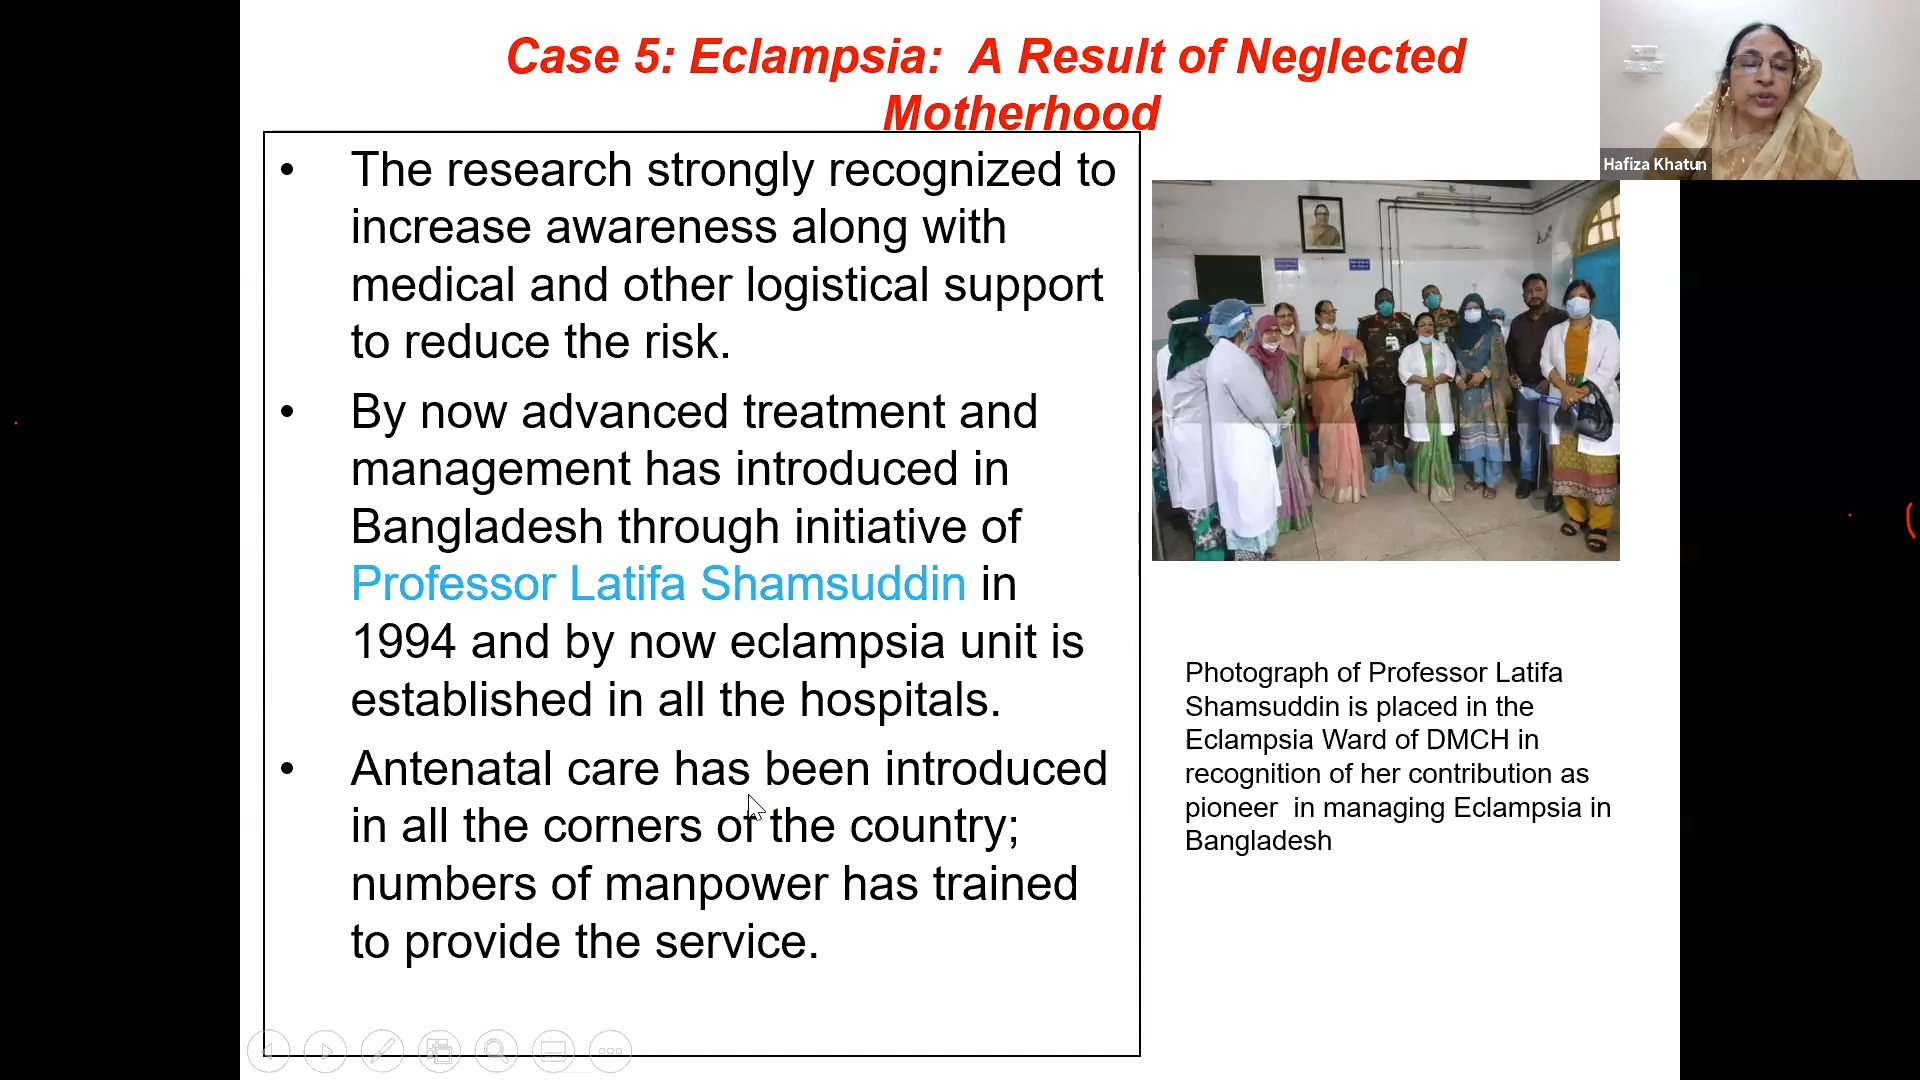 Case 5: Eclampsia: A Result of Neglected
Motherhood
Hafiza Khatun
• The research strongly recognized to
increase awareness along with
medical and other logistical support
to reduce the risk.
• By now advanced treatment and
management has introduced in
Bangladesh through initiative of
Professor Latifa Shamsuddin in
1994 and by now eclampsia unit is
established in all the hospitals.
• Antenatal care has been introduced
in all the corners of the country;
numbers of manpower has trained
to provide the service.
Photograph of Professor Latifa
Shamsuddin is placed in the
Eclampsia Ward of DMCH in
recognition of her contribution as
pioneer in managing Eclampsia in
Bangladesh